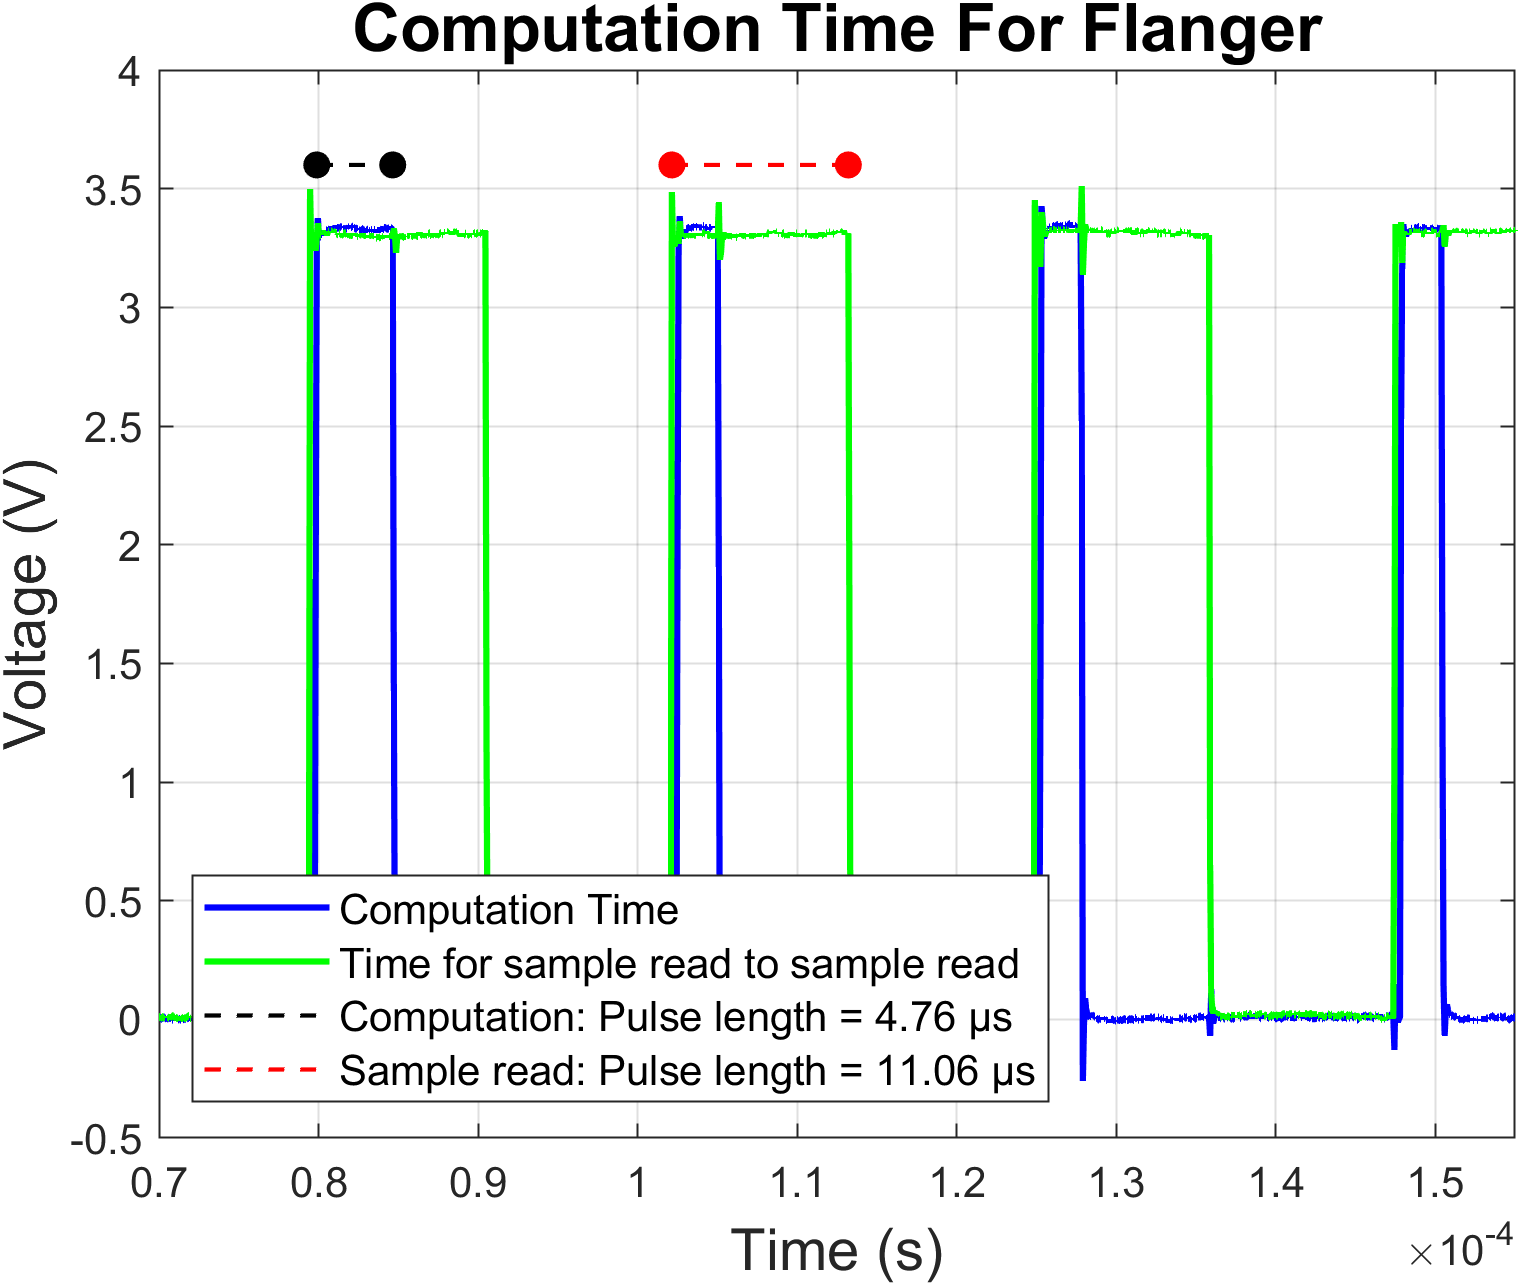 Computation Time For Flanger
4
3.5
3
2.5
2
1.5
1
0.5
0
-0.5
Voltage (V)
Computation Time
Time for sample read to sample read
Computation: Pulse length = 4.76 µs
Sample read: Pulse length = 11.06 µs
0.7 0.8 0.9 1 1.1 1.2 1.3 1.4 1.5
Time (s)
×10-4